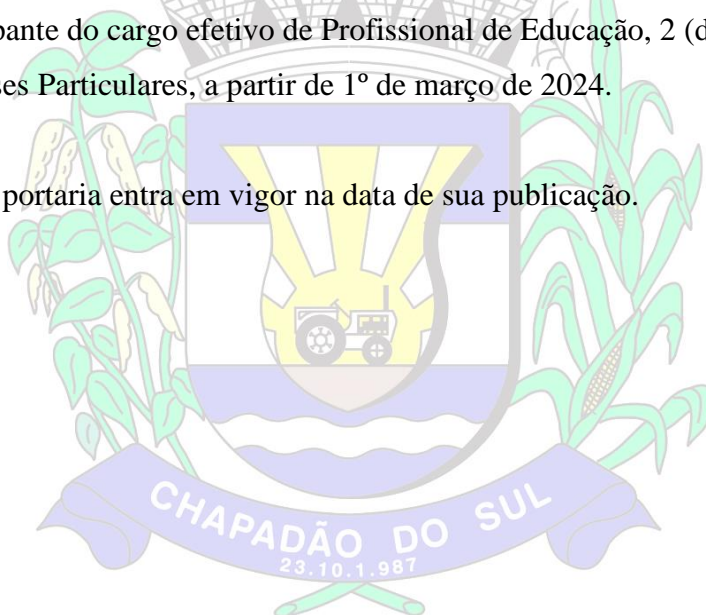 pante do cargo efetivo de Profissional de Educação, 2 (d
ses Particulares, a partir de 1º de março de 2024.
portaria entra em vigor na data de sua publicação.
CHAPADÃO DO SUL
23.10.1.987